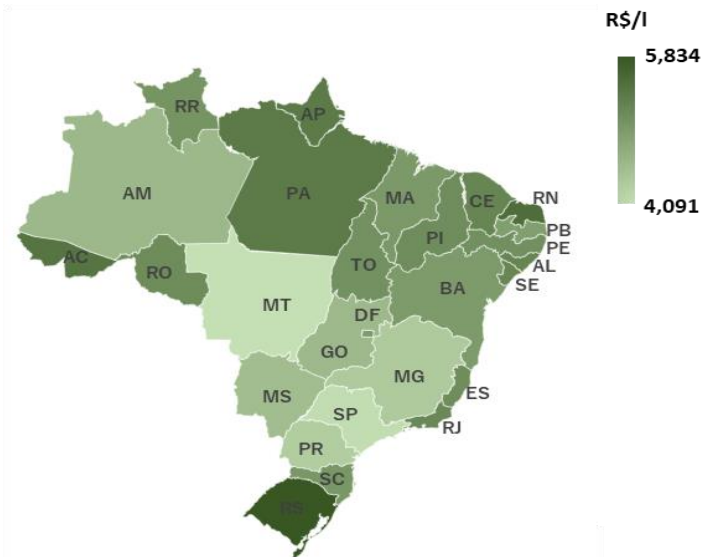 R$/l
5,834
4,091
RR
AP
AM
PA
MA
CE
RN
PB
PE
AL
SE
PI
AC
RO
TO
BA
MT
DF
GO
MG
ES
MS
SP
RJ
PR
SC
RS